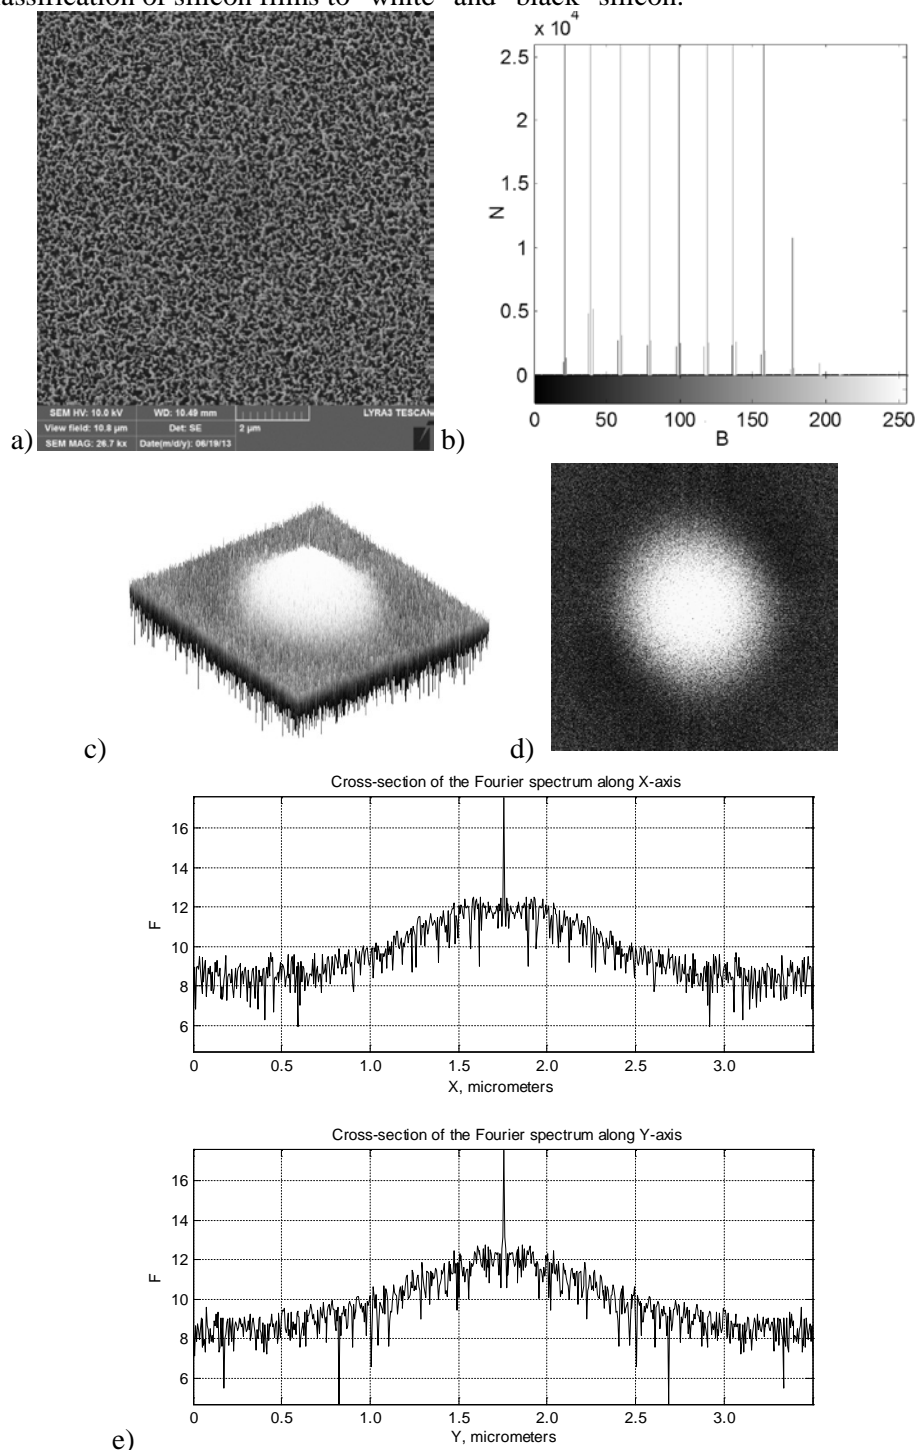 assification of silicon films to "white" and "black" silicon.
x 10^4
2.5
2
1.5
1
0.5
0
N
0 50 100 150 200 250
B
SEM HV: 10.0 kV WD: 10.49 mm LYRA3 TESCAN
View field: 10.8 µm Det: SE 2 µm
SEM MAG: 26.7 kx Date(m/d/y): 06/19/13
a)
b)
c)
d)
Cross-section of the Fourier spectrum along X-axis
16
14
12
10
8
6
F
0 0.5 1.0 1.5 2.0 2.5 3.0
X, micrometers
Cross-section of the Fourier spectrum along Y-axis
16
14
12
10
8
6
F
0 0.5 1.0 1.5 2.0 2.5 3.0
Y, micrometers
e)